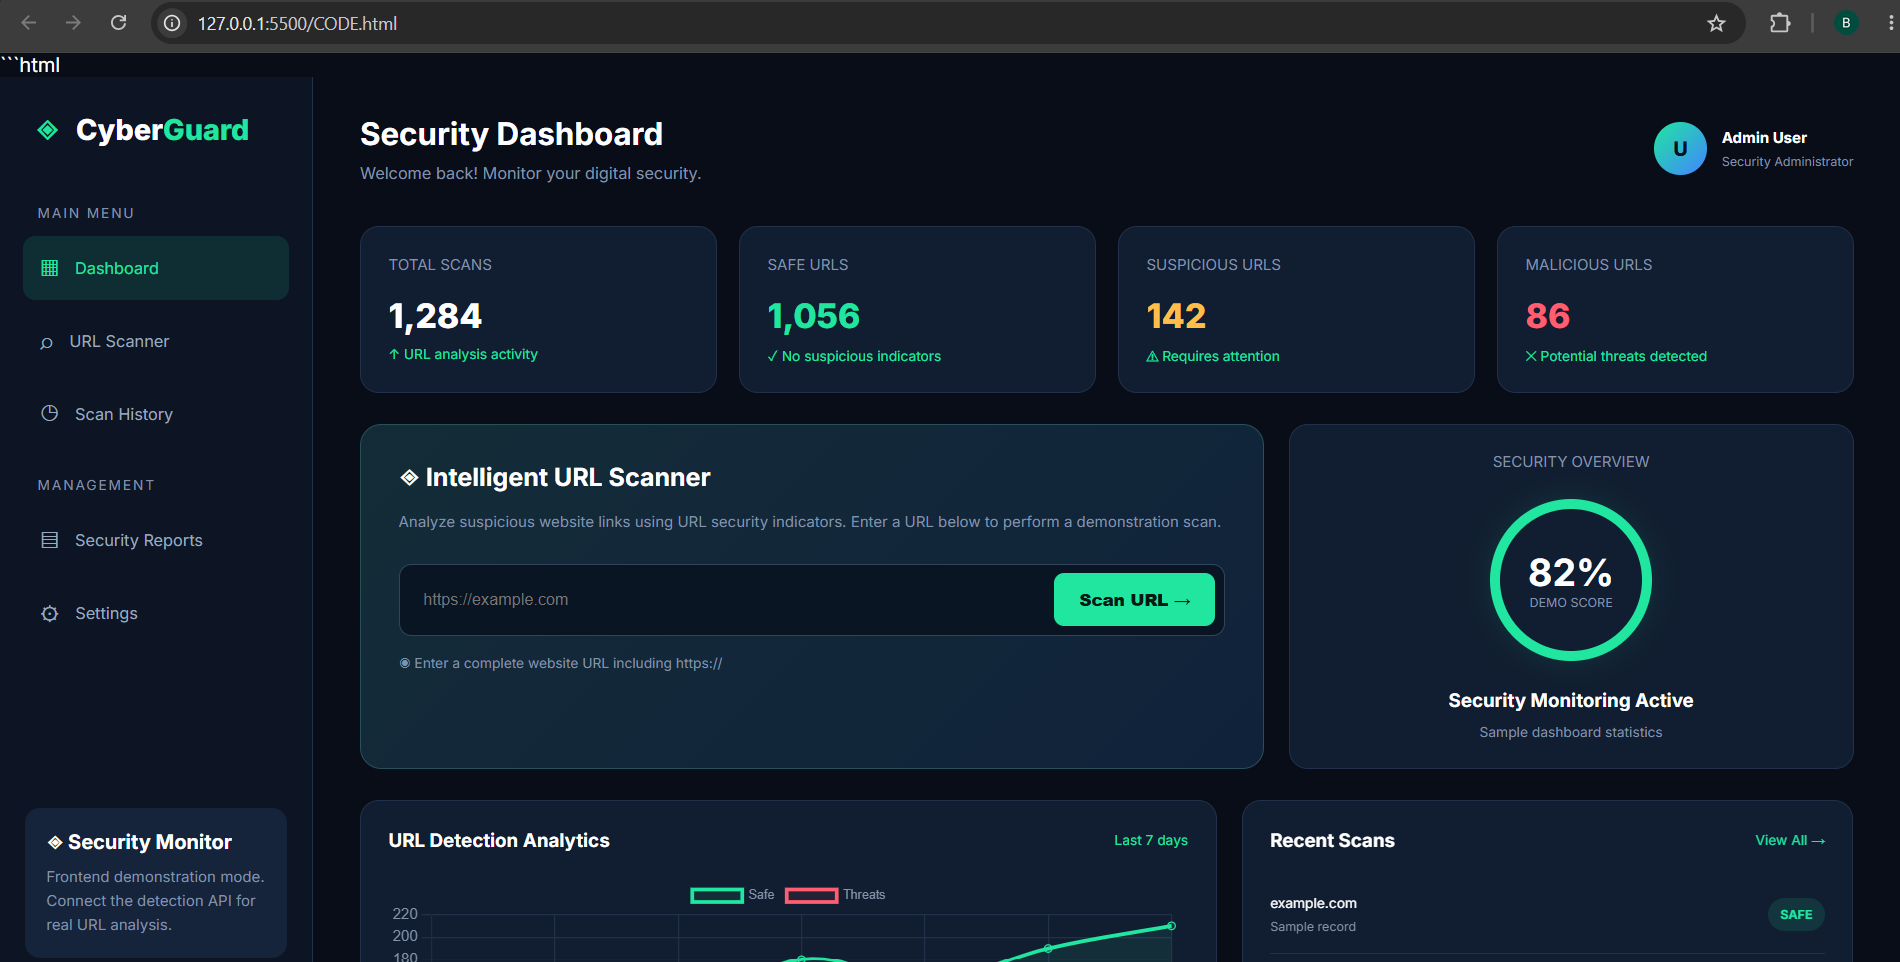 127.0.0.1:5500/CODE.html
B
```html
CyberGuard
MAIN MENU
Dashboard
URL Scanner
Scan History
MANAGEMENT
Security Reports
Settings
Security Monitor
Frontend demonstration mode.
Connect the detection API for
real URL analysis.
Security Dashboard
Welcome back! Monitor your digital security.
U
Admin User
Security Administrator
TOTAL SCANS
1,284
↑ URL analysis activity
SAFE URLS
1,056
✓ No suspicious indicators
SUSPICIOUS URLS
142
⚠ Requires attention
MALICIOUS URLS
86
✕ Potential threats detected
◈ Intelligent URL Scanner
Analyze suspicious website links using URL security indicators. Enter a URL below to perform a demonstration scan.
https://example.com
Scan URL →
◉ Enter a complete website URL including https://
SECURITY OVERVIEW
82%
DEMO SCORE
Security Monitoring Active
Sample dashboard statistics
URL Detection Analytics
Last 7 days
Safe
Threats
220
200
180
Recent Scans
View All →
example.com
Sample record
SAFE